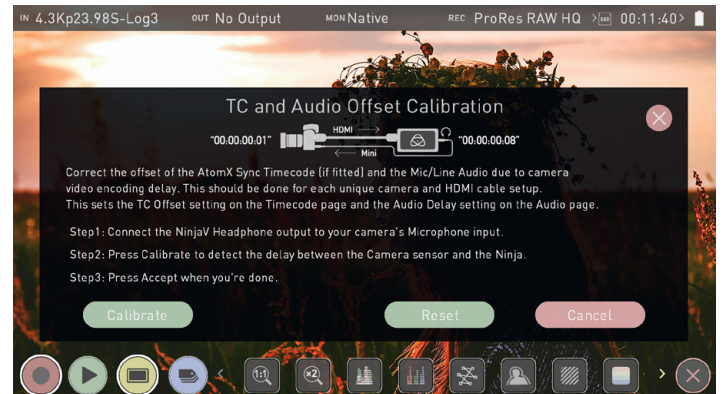 IN 4.3Kp23.98S-Log3 OUT No Output MON Native REC ProRes RAW HQ > SSD 00:11:40>
TC and Audio Offset Calibration
"00:00:00:01" HDMI "00:00:00:08"
Mini
Correct the offset of the AtomX Sync Timecode (if fitted) and the Mic/Line Audio due to camera
video encoding delay. This should be done for each unique camera and HDMI cable setup.
This sets the TC Offset setting on the Timecode page and the Audio Delay setting on the Audio page.
Step1: Connect the NinjaV Headphone output to your camera's Microphone input.
Step2: Press Calibrate to detect the delay between the Camera sensor and the Ninja.
Step3: Press Accept when you're done.
Calibrate Reset Cancel
1:1 x2